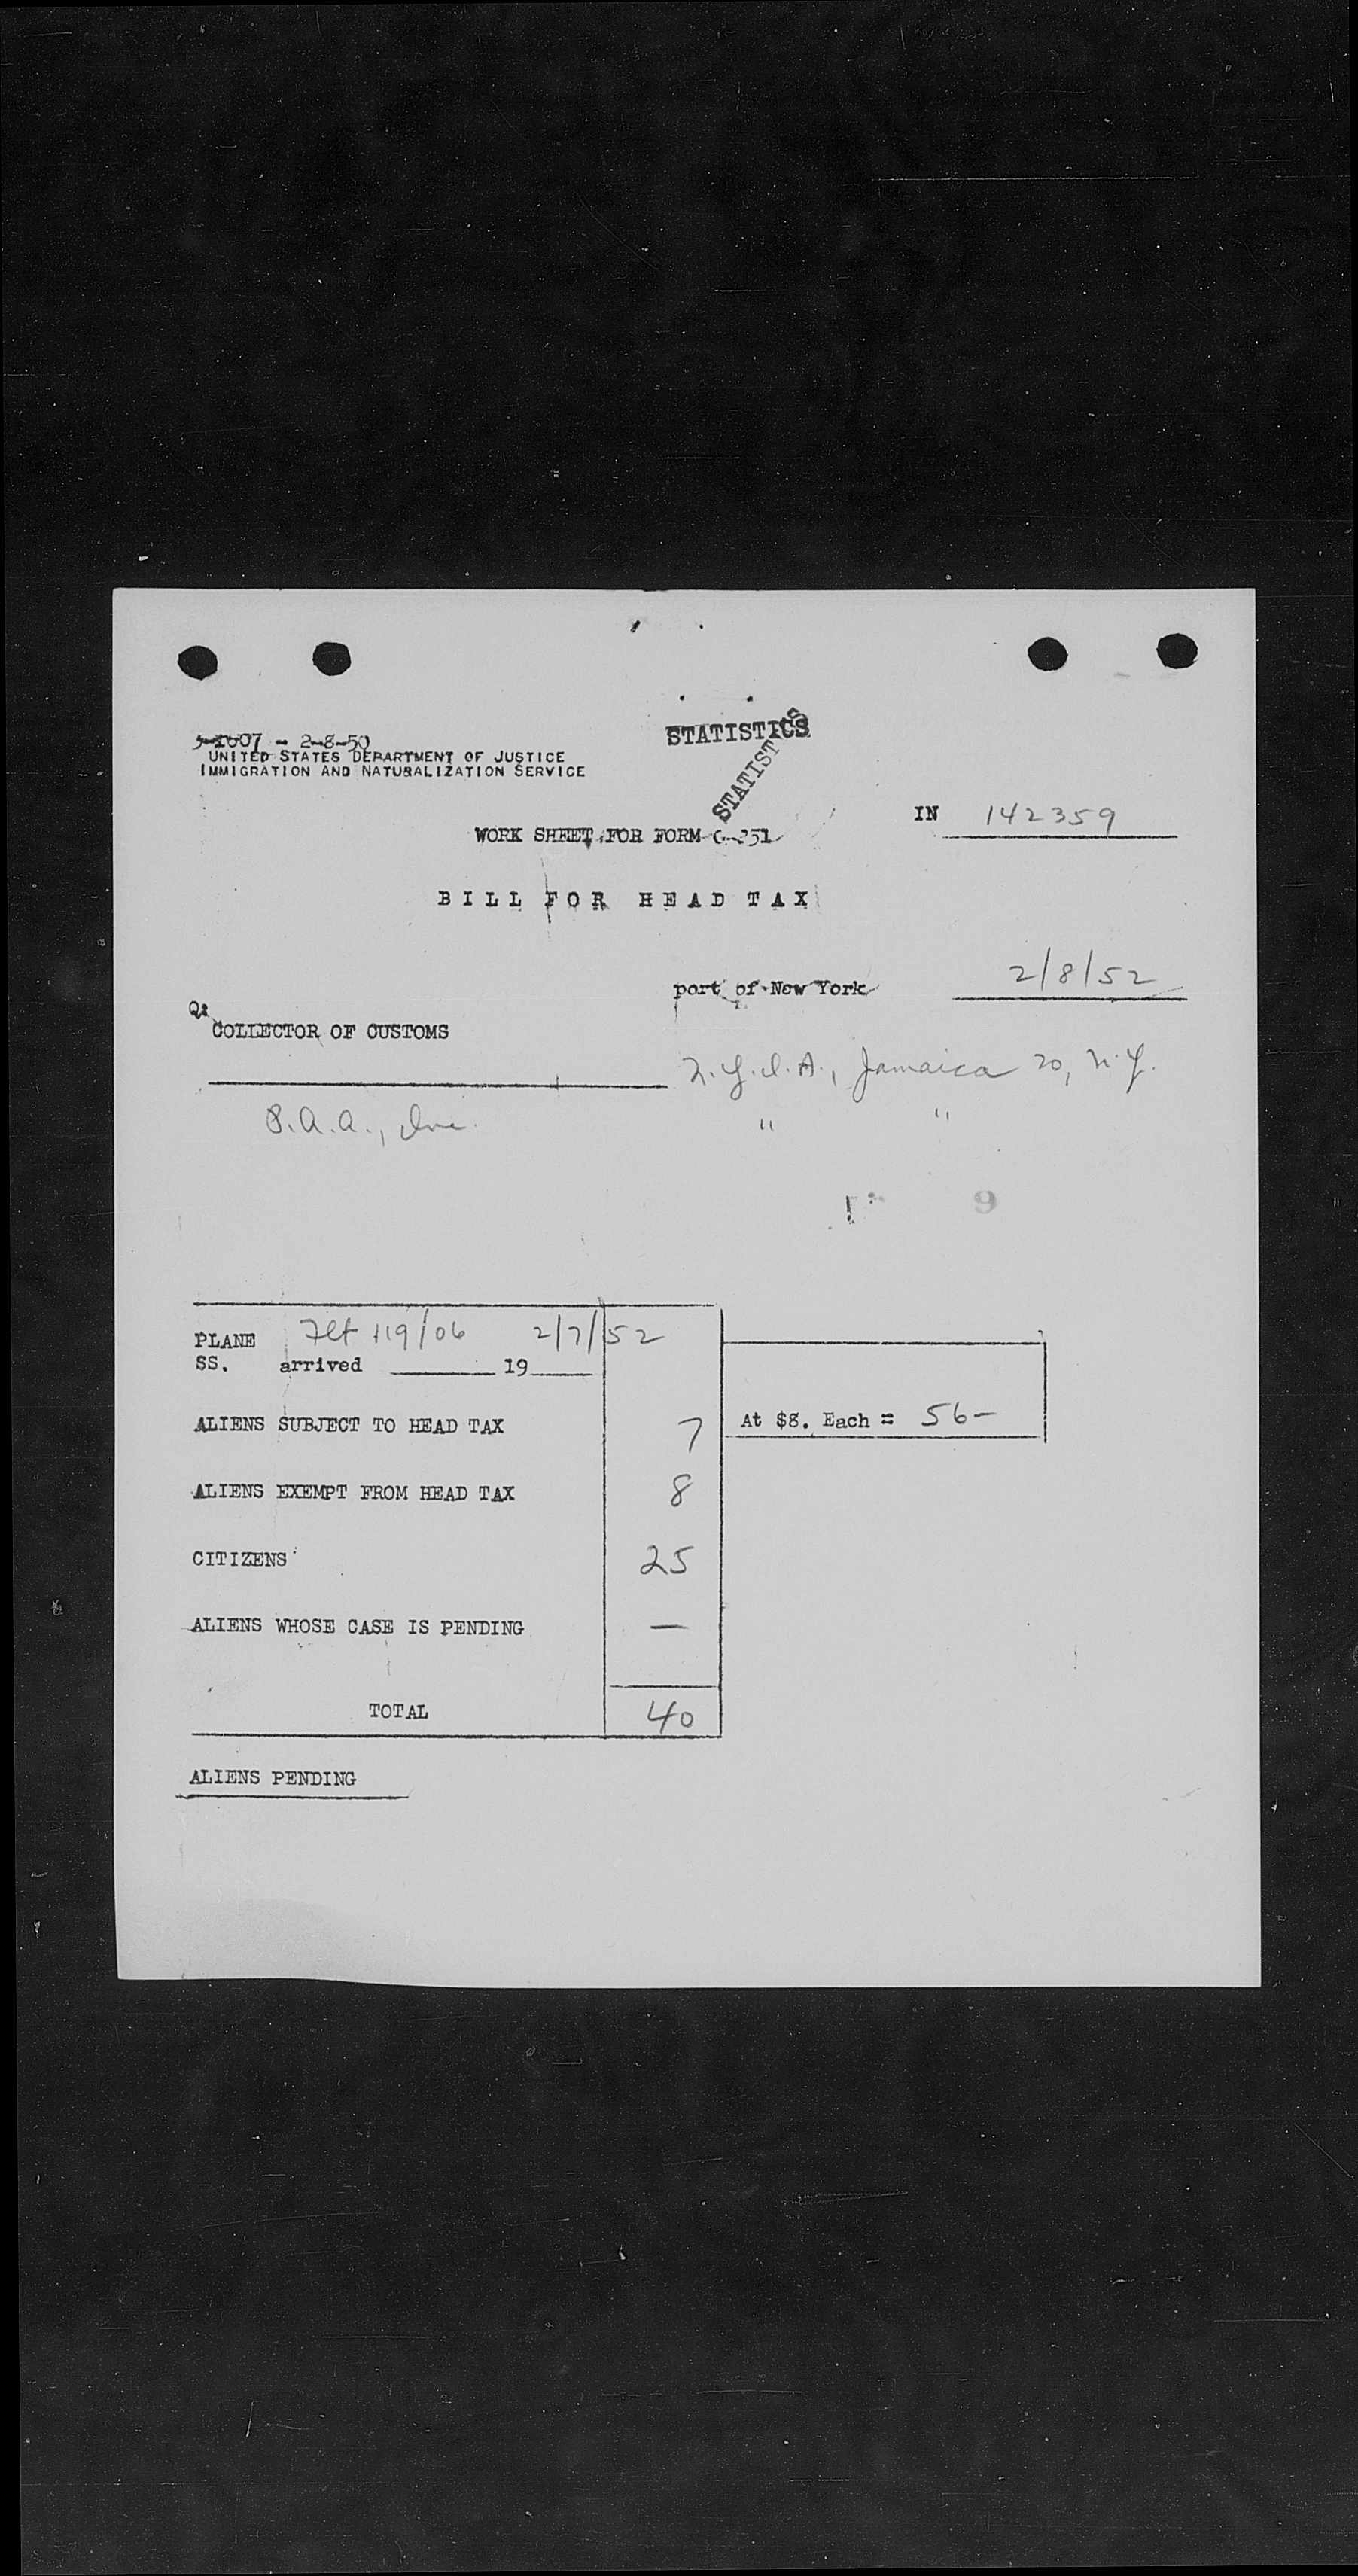 3-1607 - 2-8-50
UNITED STATES DEPARTMENT OF JUSTICE
IMMIGRATION AND NATURALIZATION SERVICE
STATISTICS
STATISTICS
IN 142359
WORK SHEET FOR FORM
BILL FOR HEAD TAX
port of New York 2/8/52
COLLECTOR OF CUSTOMS
N.Y.I.A., Jamaica 20, N.Y.
P.A.A., Inc. " "
9
PLANE Flt 119/06 2/7/52
SS. arrived 19
ALIENS SUBJECT TO HEAD TAX 7 At $8. Each = 56-
ALIENS EXEMPT FROM HEAD TAX 8
CITIZENS 25
ALIENS WHOSE CASE IS PENDING —
TOTAL 40
ALIENS PENDING